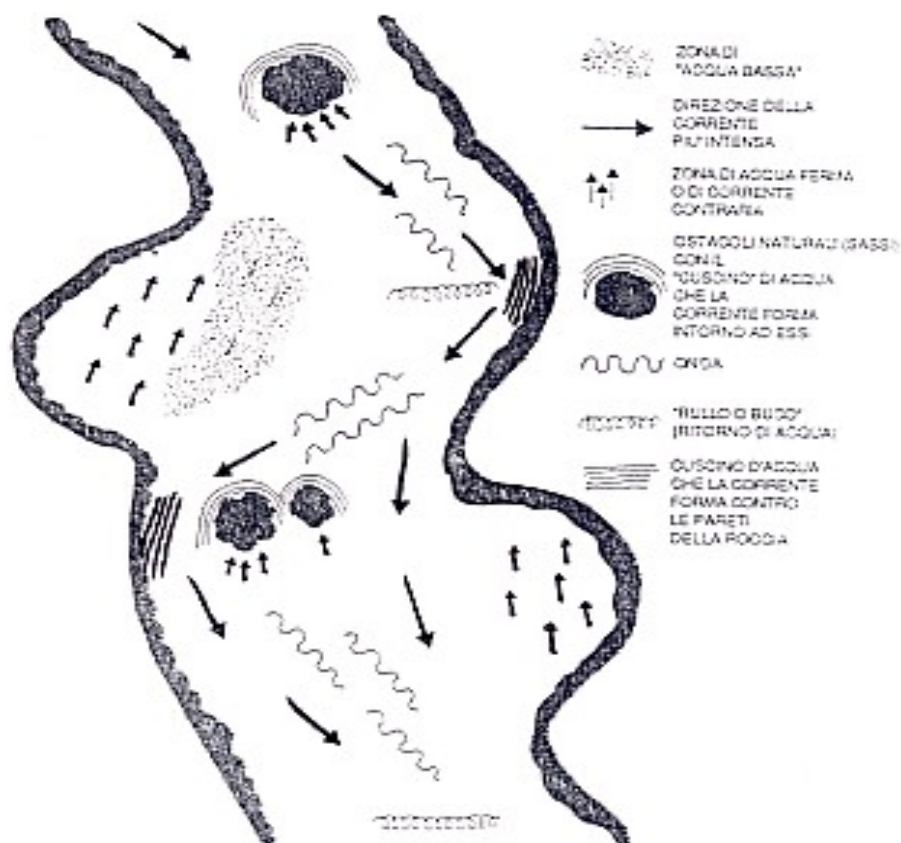 ZONA DI
"ACQUA BASSA"
DIREZIONE DELLA
CORRENTE
PIU' INTENSA
ZONA DI ACQUA FERMA
O DI CORRENTE
CONTRARIA
OSTACOLI NATURALI (SASSI)
CON IL
"CUSCINO" DI ACQUA
CHE LA
CORRENTE FORMA
INTORNO AD ESSI
ONDA
"RULLO O BUCO"
(RITORNO DI ACQUA)
CUSCINO D'ACQUA
CHE LA CORRENTE
FORMA CONTRO
LE PARETI
DELLA ROCCIA